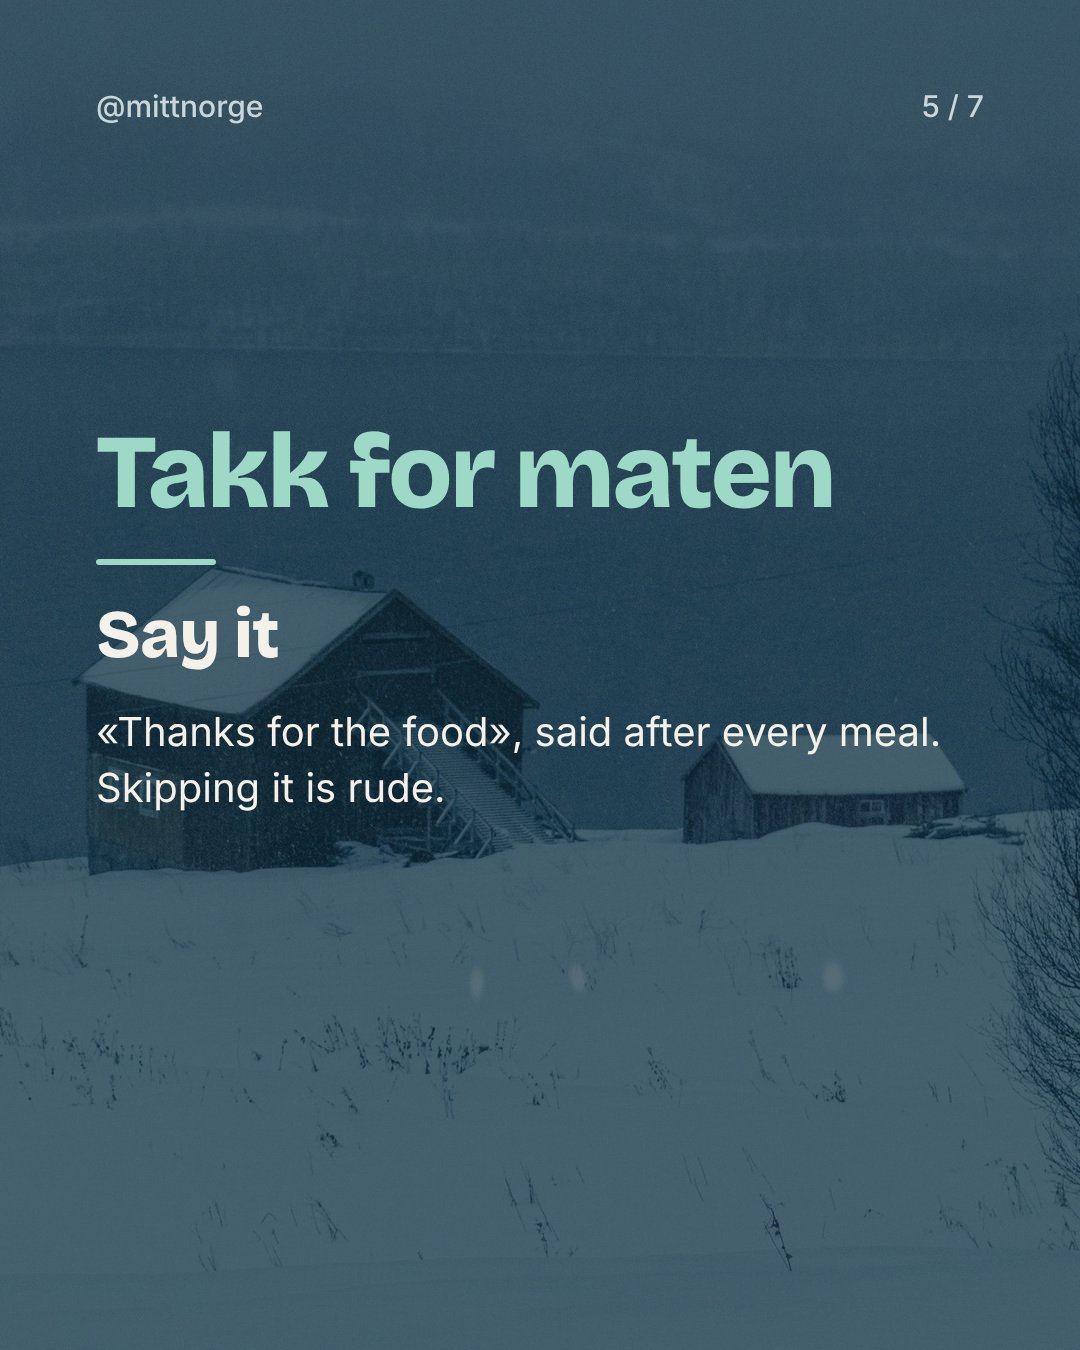 @mittnorge
5 / 7
Takk for maten
Say it
«Thanks for the food», said after every meal.
Skipping it is rude.